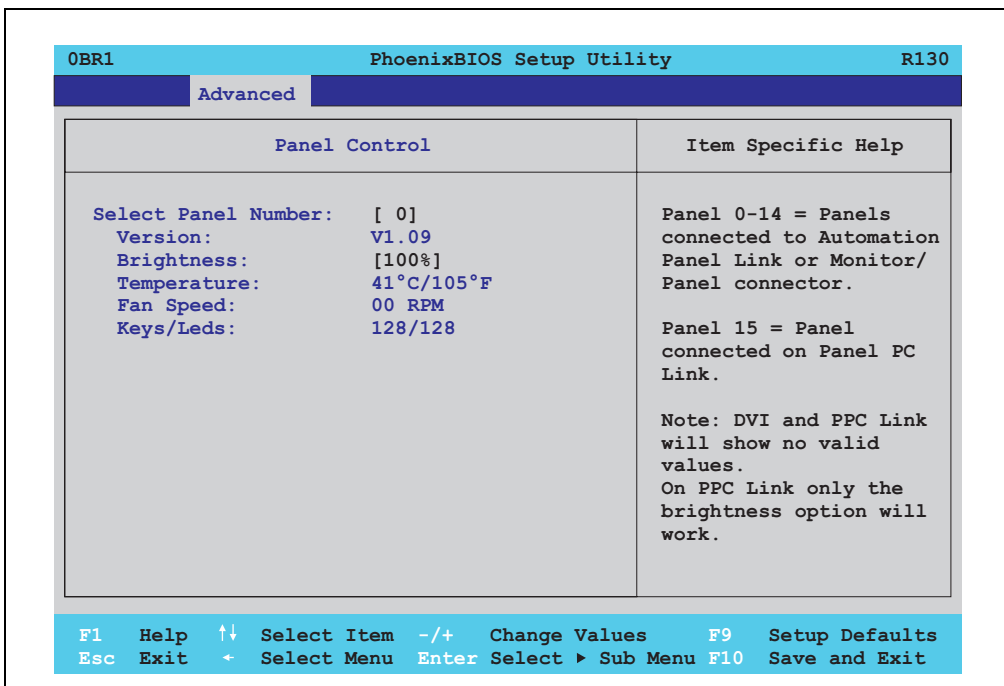 0BR1 PhoenixBIOS Setup Utility R130
Advanced
Panel Control
Item Specific Help
Select Panel Number: [ 0]
Version: V1.09
Brightness: [100%]
Temperature: 41°C/105°F
Fan Speed: 00 RPM
Keys/Leds: 128/128
Panel 0-14 = Panels
connected to Automation
Panel Link or Monitor/
Panel connector.
Panel 15 = Panel
connected on Panel PC
Link.
Note: DVI and PPC Link
will show no valid
values.
On PPC Link only the
brightness option will
work.
F1 Help ↑↓ Select Item -/+ Change Values F9 Setup Defaults
Esc Exit ← Select Menu Enter Select ▶ Sub Menu F10 Save and Exit